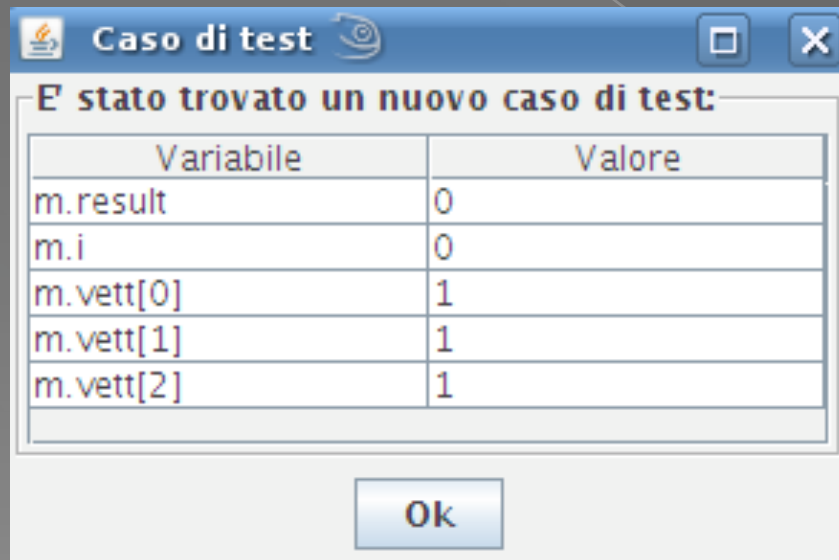 Caso di test
E' stato trovato un nuovo caso di test:
Variabile Valore
m.result 0
m.i 0
m.vett[0] 1
m.vett[1] 1
m.vett[2] 1
Ok